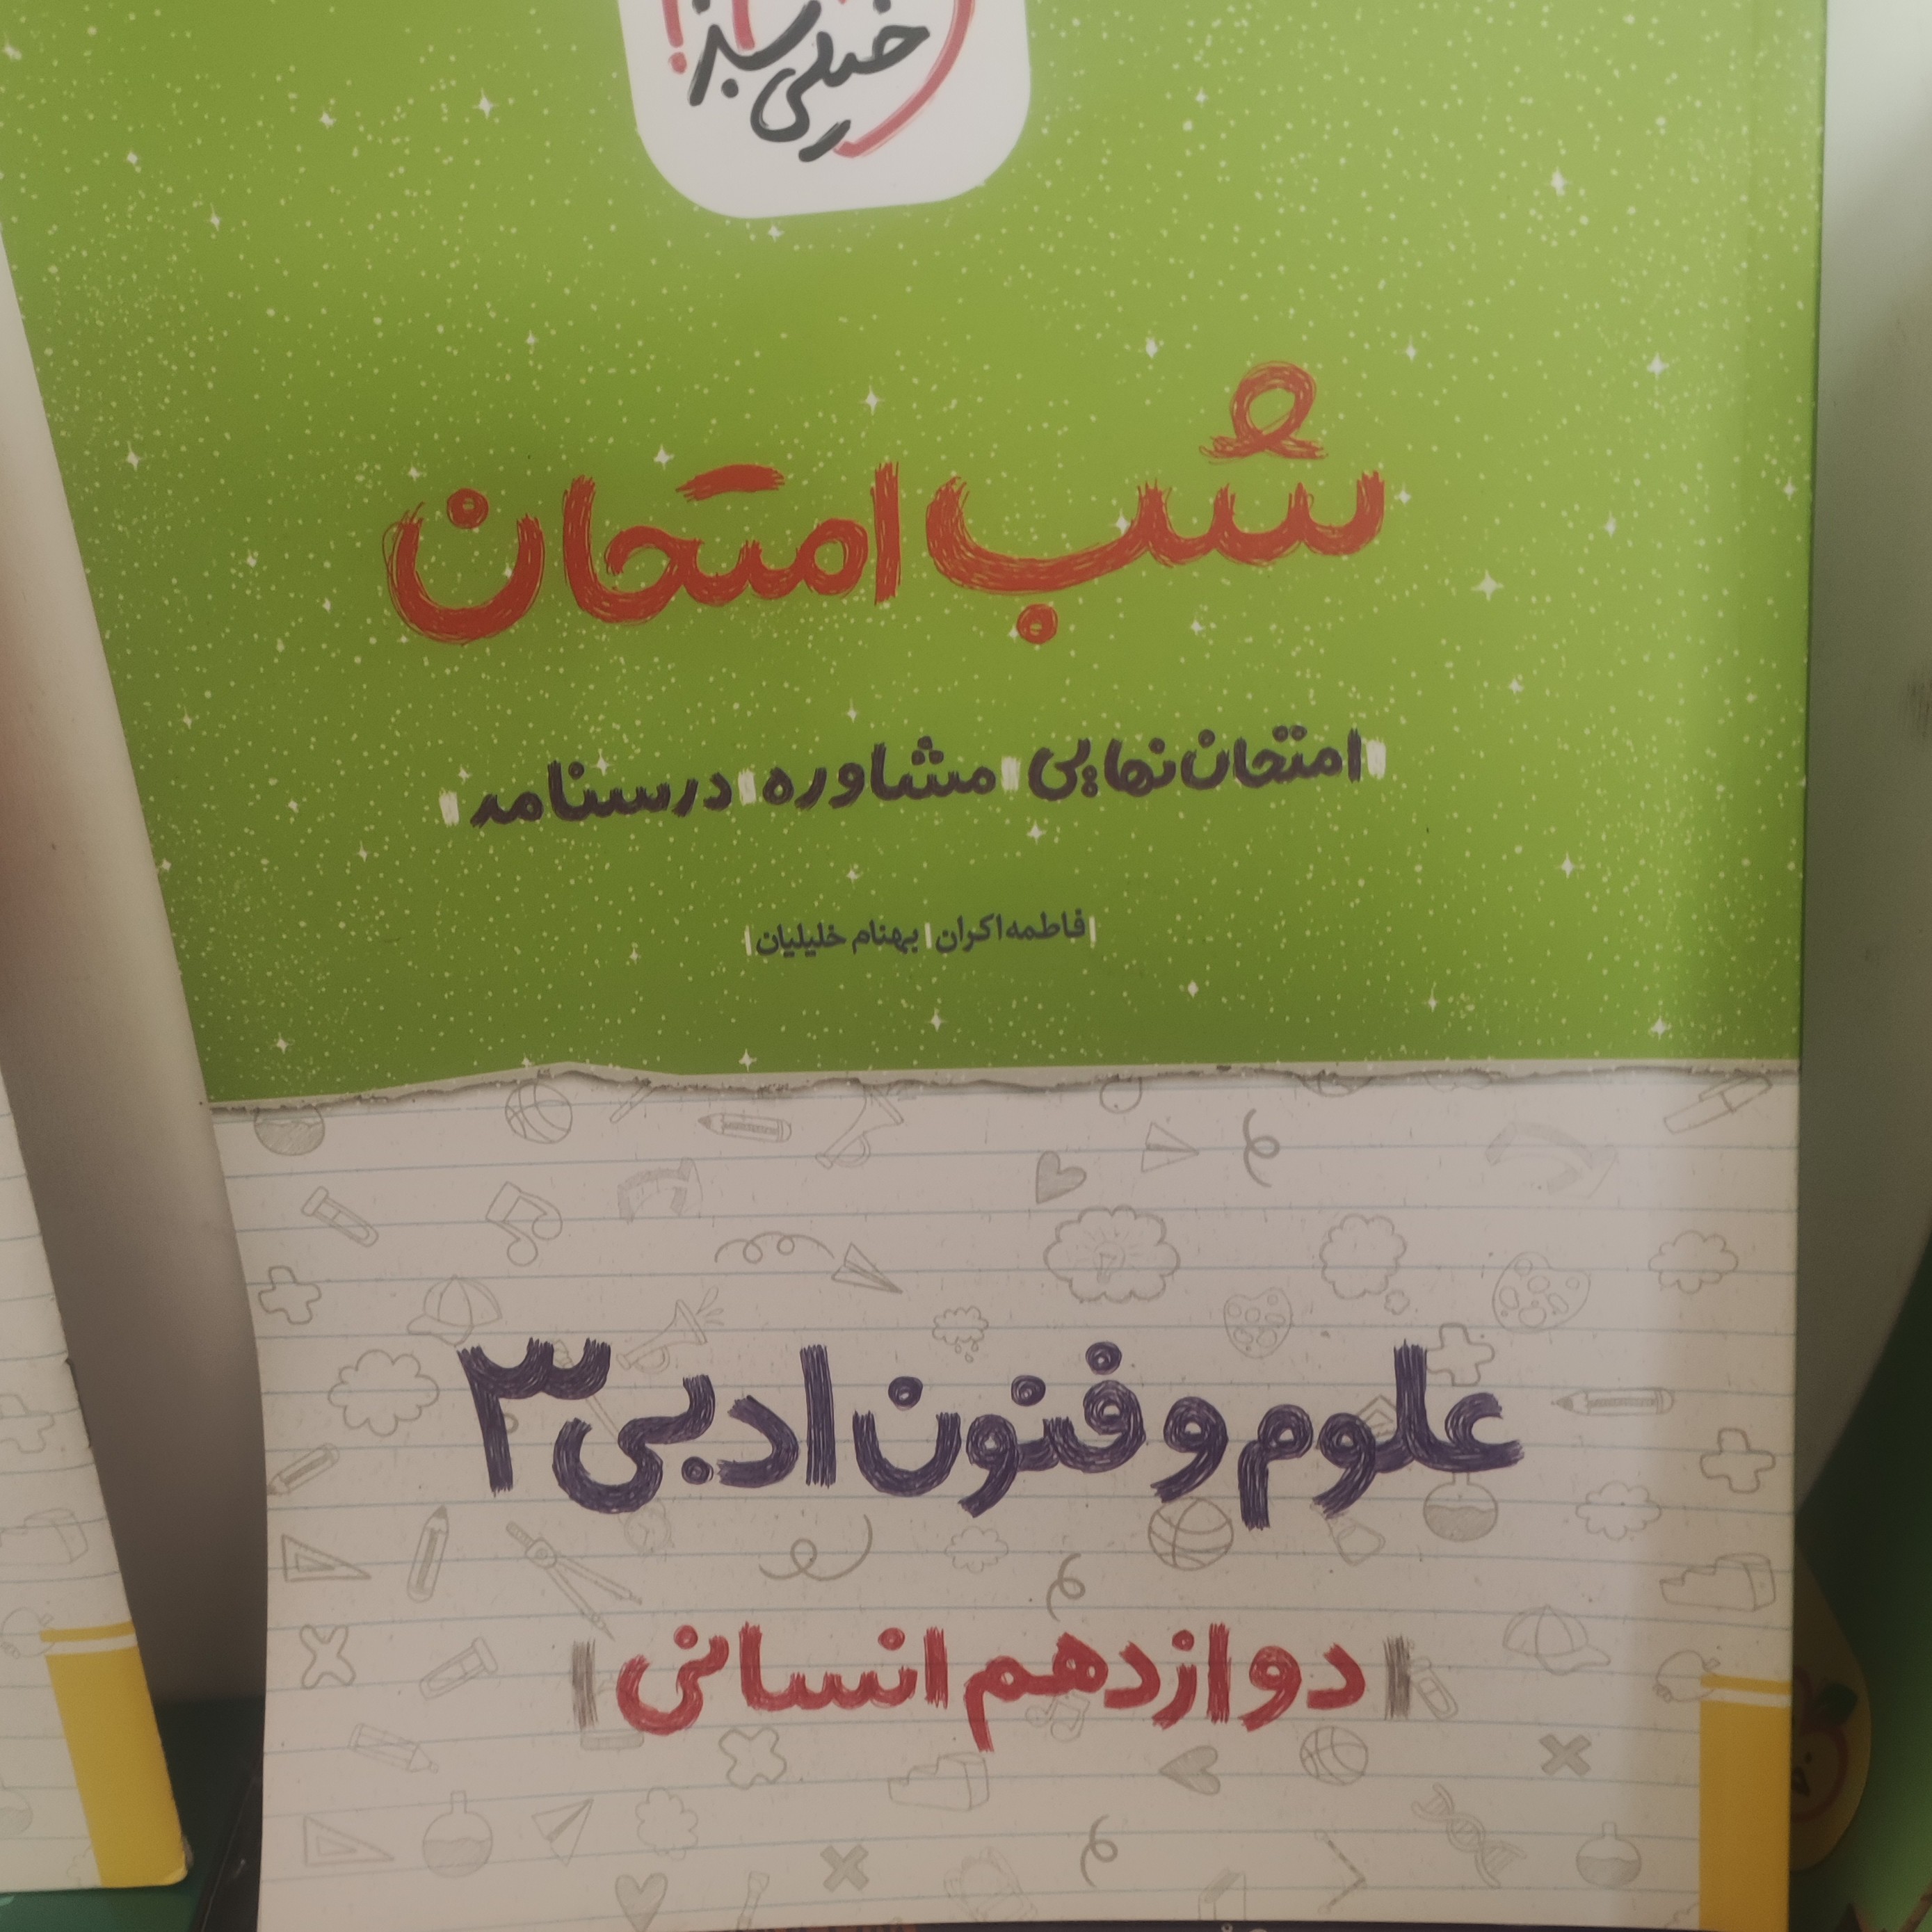 خیلی سبز
شب امتحان
امتحان نهایی | مشاوره | درسنامه
| فاطمه اکران | بهنام خلیلیان |
علوم و فنون ادبی ۳
| دوازدهم انسانی |